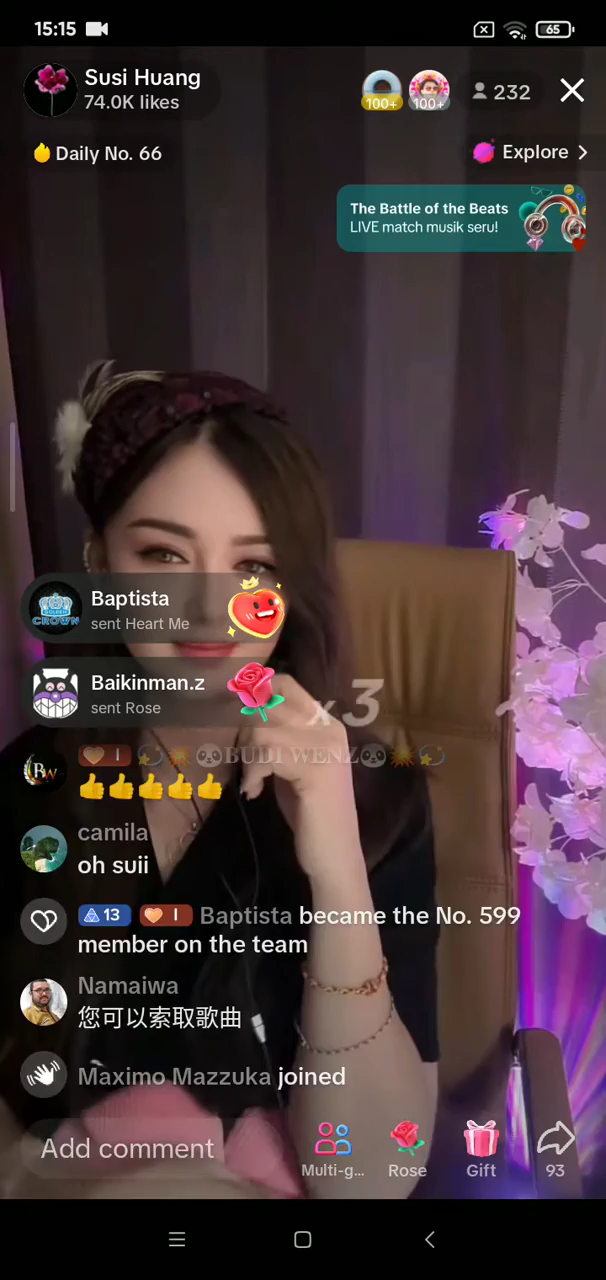 15:15
65
Susi Huang
74.0K likes
100+
100+
232
Daily No. 66
Explore
The Battle of the Beats
LIVE match musik seru!
Baptista
sent Heart Me
GOLDEN
CROWN
Baikinman.z
sent Rose
x3
RW
I 💫💥🐼BUDI WENZ🐼💥💫
👍👍👍👍👍
camila
oh suii
13 I Baptista became the No. 599
member on the team
Namaiwa
您可以索取歌曲
Maximo Mazzuka joined
Add comment
Multi-g...
Rose
Gift
93